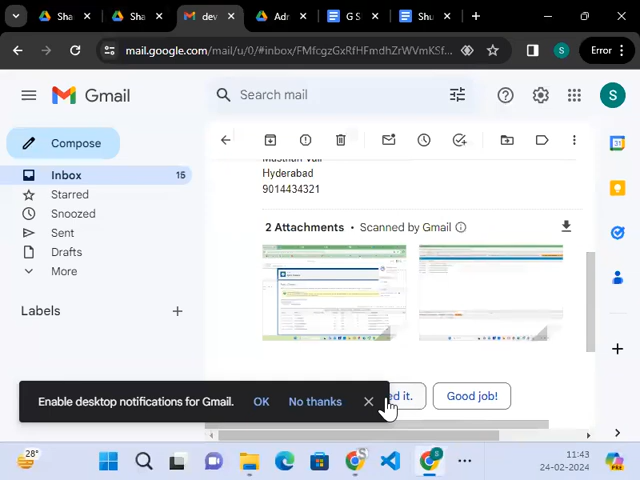 Sha
Sha
dev
Adr
G S
Shu
mail.google.com/mail/u/0/#inbox/FMfcgzGxRfHFmdhZrWVmKSf...
S
Error
Gmail
Search mail
S
Compose
Inbox 15
Starred
Snoozed
Sent
Drafts
More
Labels
Hyderabad
9014434321
2 Attachments • Scanned by Gmail
Enable desktop notifications for Gmail. OK No thanks
d it.
Good job!
28°
11:43
24-02-2024